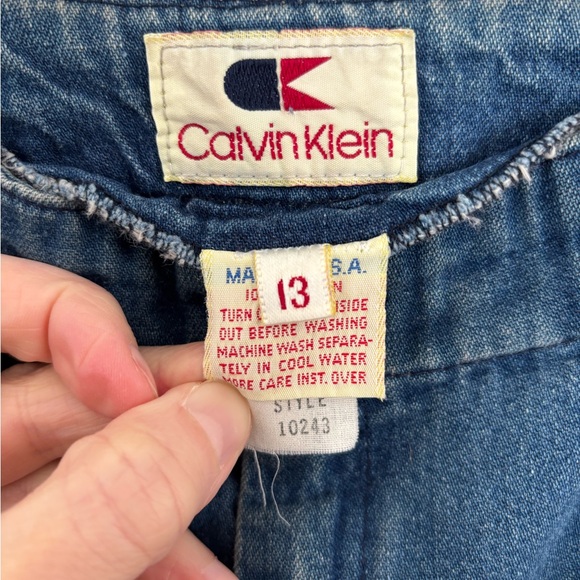 Calvin Klein
MA S.A.
13
TURN SIDE
OUT BEFORE WASHING
MACHINE WASH SEPARA-
TELY IN COOL WATER
MORE CARE INST. OVER
STYLE
10243